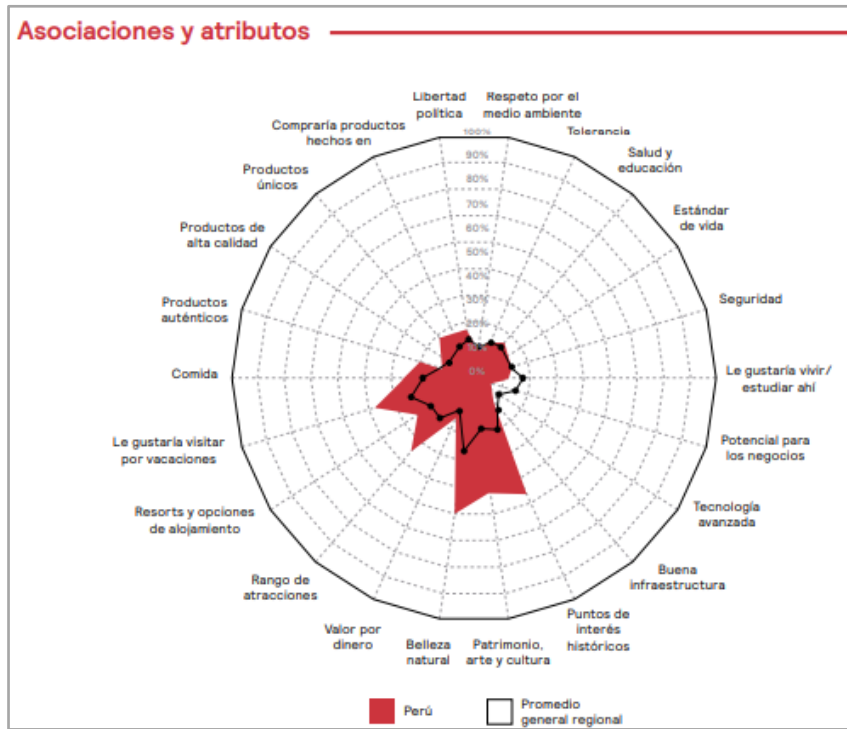 Asociaciones y atributos
Libertad
política
Respeto por el
medio ambiente
Tolerancia
Salud y
educación
Estándar
de vida
Seguridad
Le gustaría vivir/
estudiar ahí
Potencial para
los negocios
Tecnología
avanzada
Buena
infraestructura
Puntos de
interés
históricos
Patrimonio,
arte y cultura
Belleza
natural
Valor por
dinero
Rango de
atracciones
Resorts y opciones
de alojamiento
Le gustaría visitar
por vacaciones
Comida
Productos
auténticos
Productos de
alta calidad
Productos
únicos
Compraría productos
hechos en
100%
90%
80%
70%
60%
50%
40%
30%
20%
10%
0%
Perú
Promedio
general regional